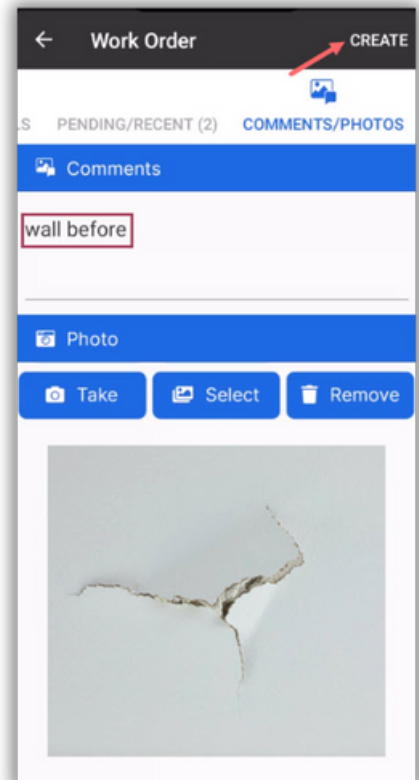 Work Order CREATE
S PENDING/RECENT (2) COMMENTS/PHOTOS
Comments
wall before
Photo
Take Select Remove